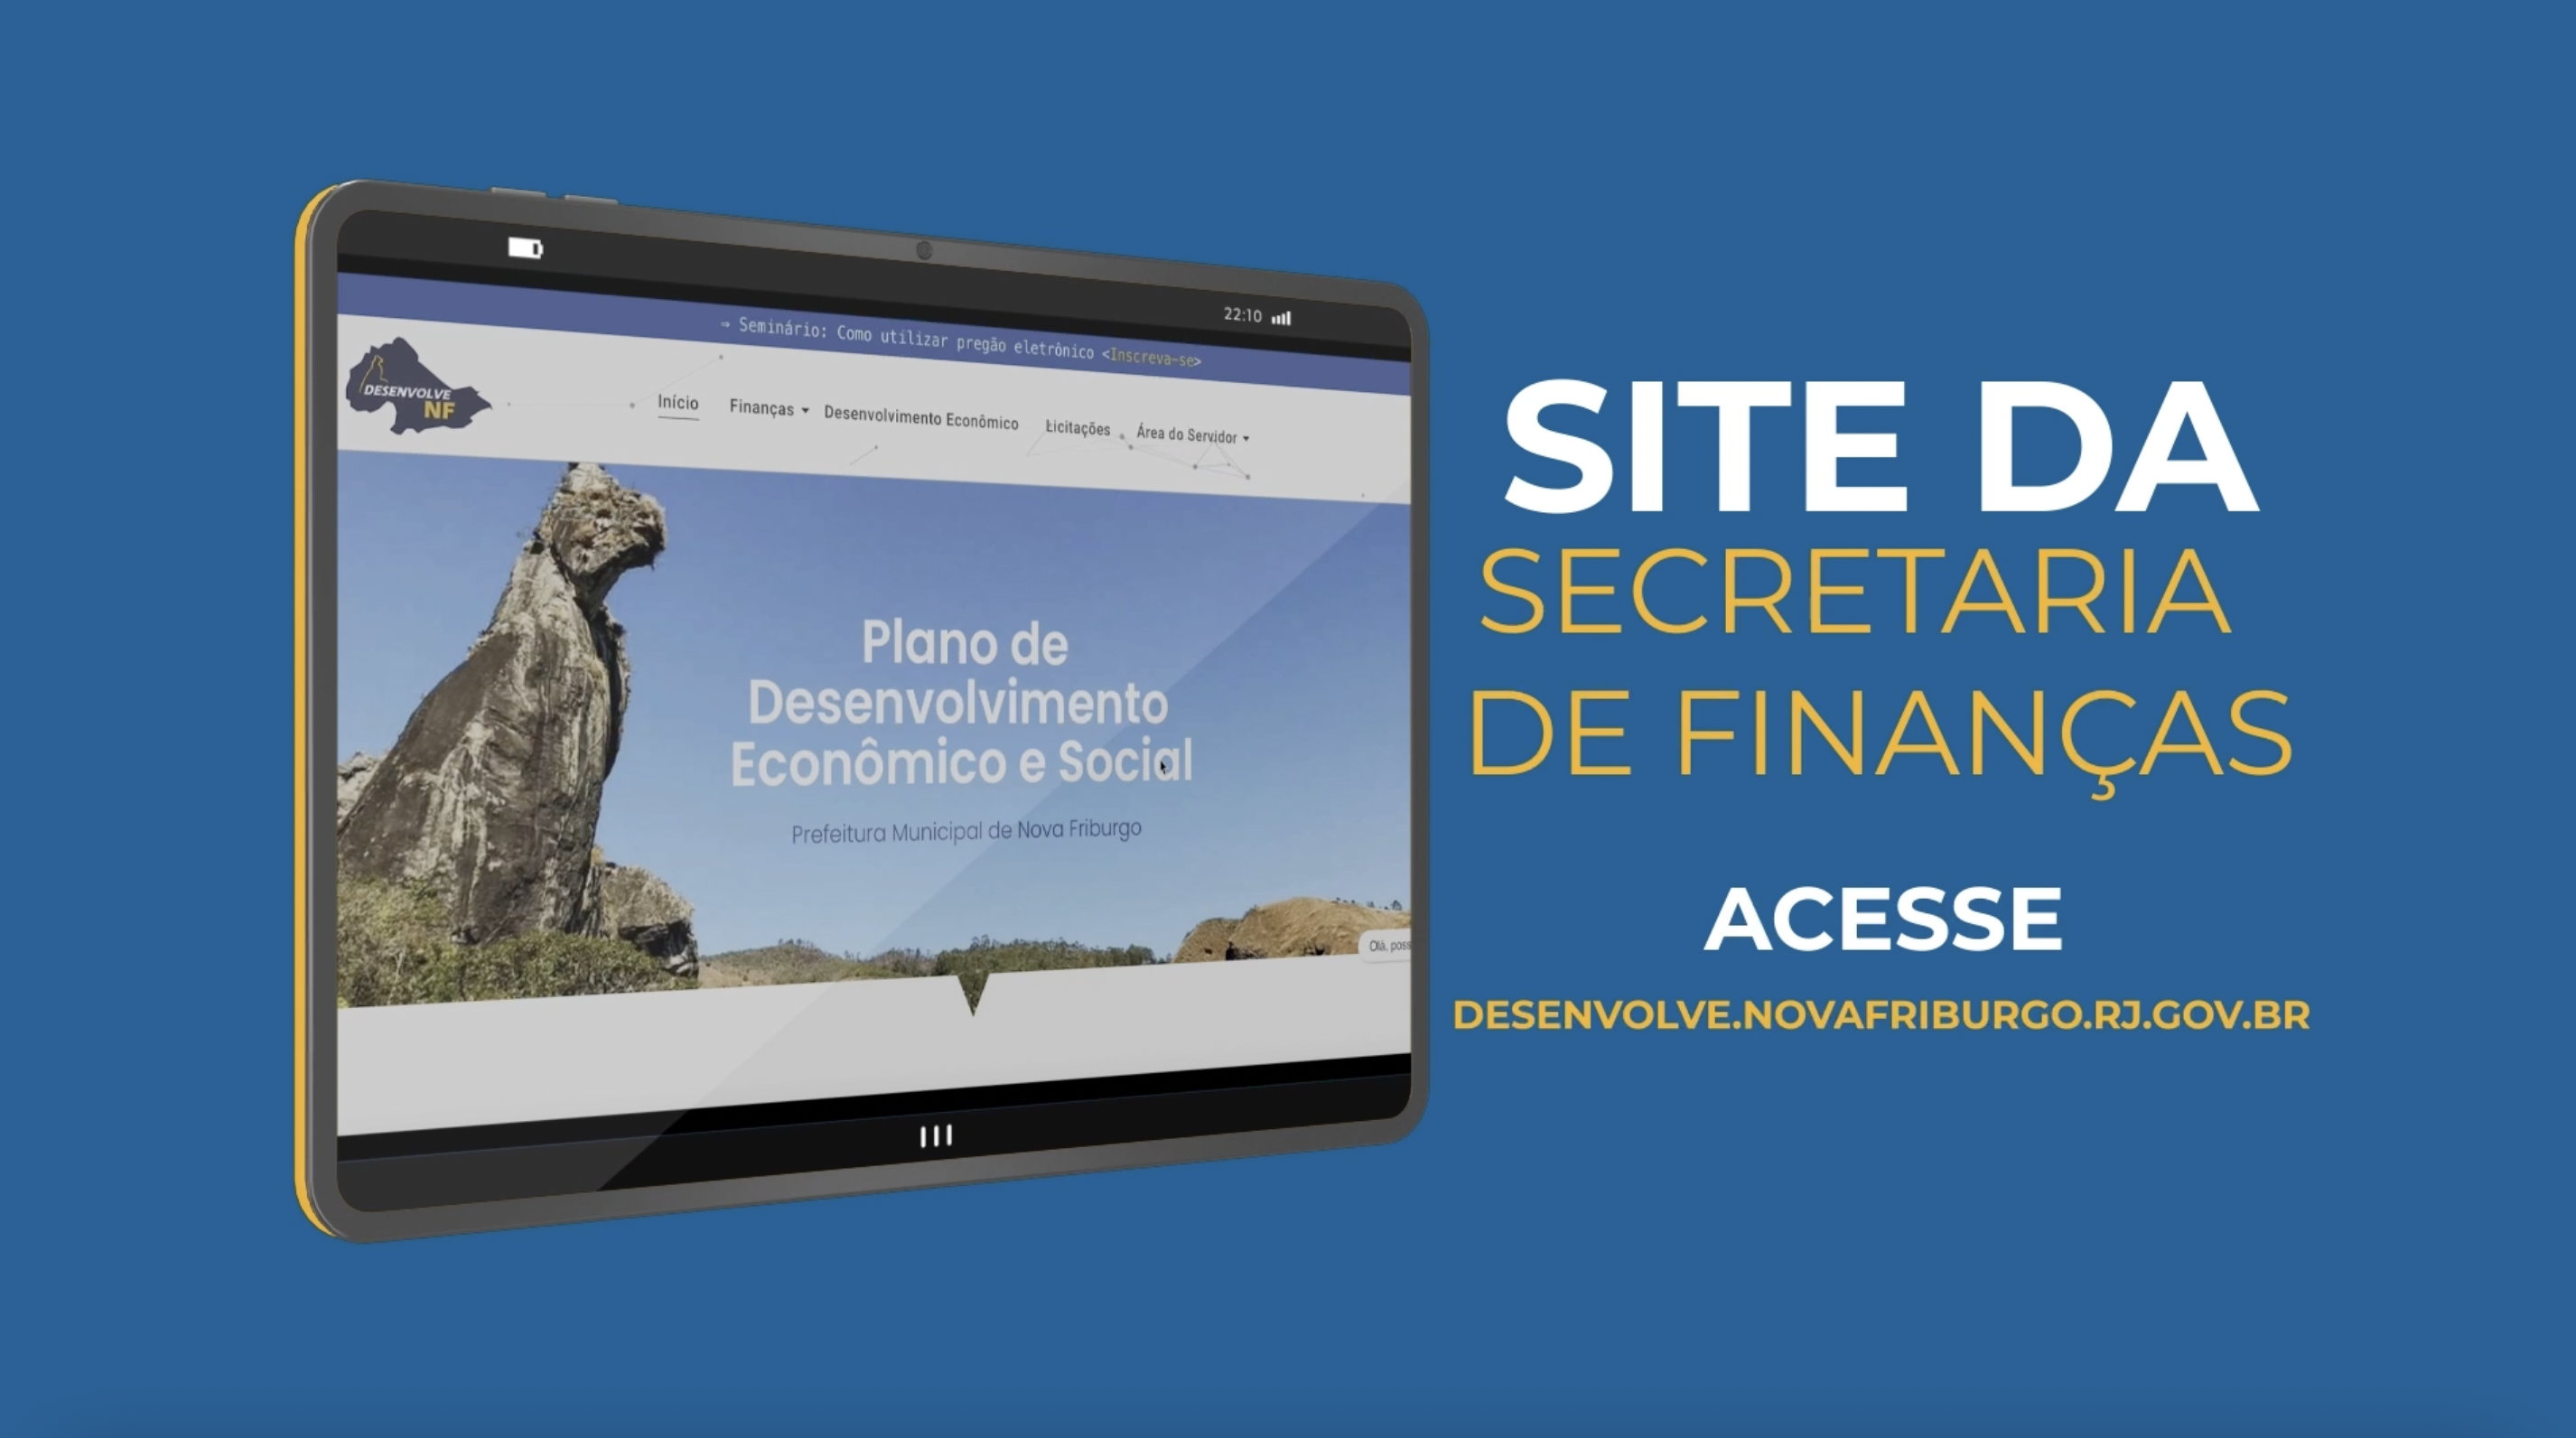 22:10
⇒ Seminário: Como utilizar pregão eletrônico <Inscreva-se>
DESENVOLVE
NF
Início Finanças Desenvolvimento Econômico Licitações Área do Servidor
Plano de
Desenvolvimento
Econômico e Social
Prefeitura Municipal de Nova Friburgo
Olá, poss
SITE DA
SECRETARIA
DE FINANÇAS
ACESSE
DESENVOLVE.NOVAFRIBURGO.RJ.GOV.BR